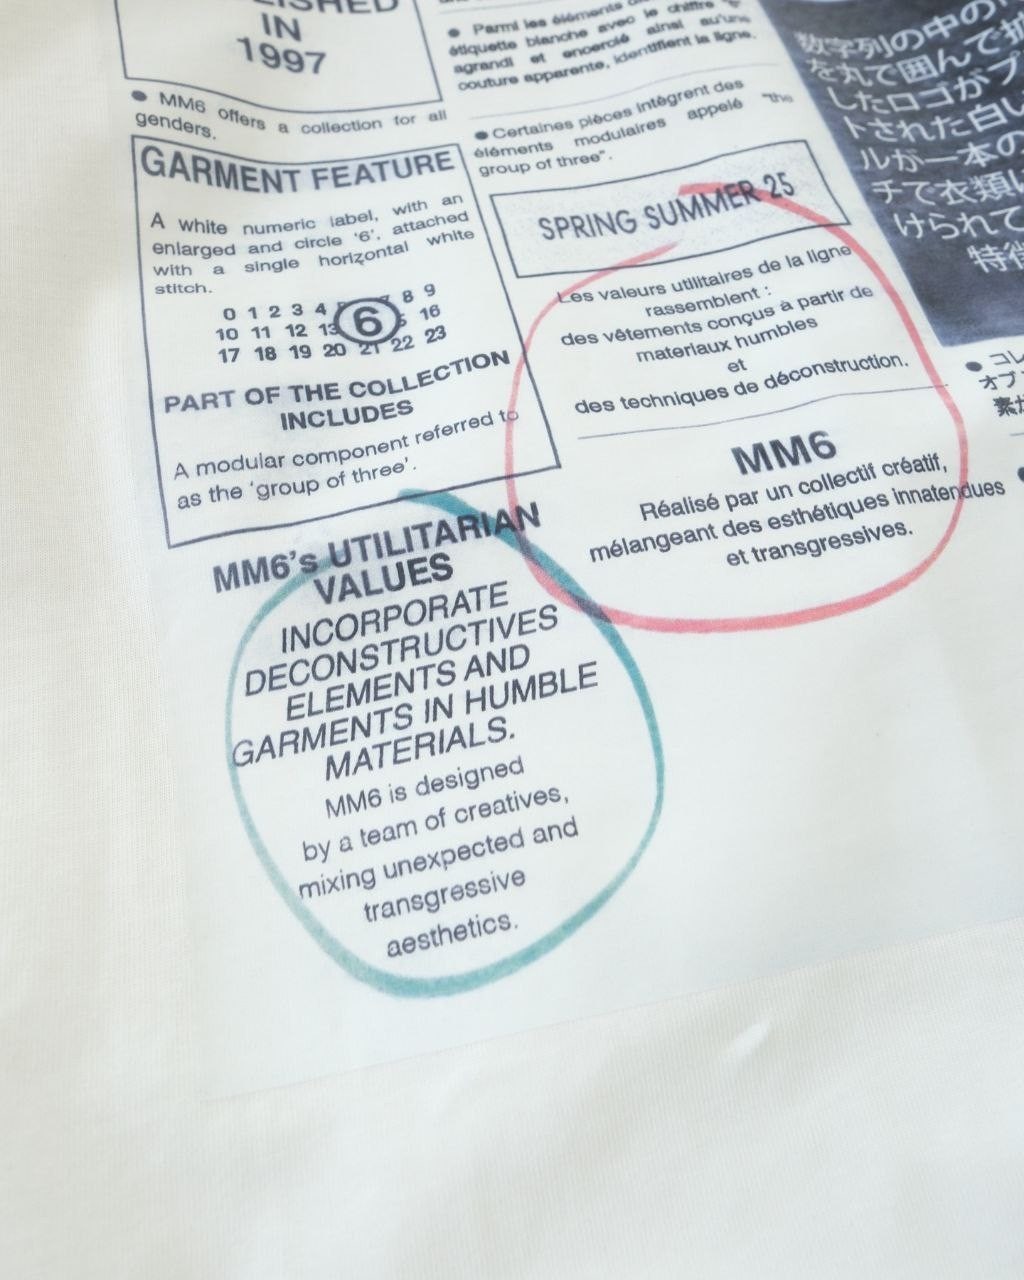 IN
1997
● MM6 offers a collection for all
genders.
GARMENT FEATURE
A white numeric label, with an
enlarged and circle ‘6’, attached
with a single horizontal white
stitch.
0 1 2 3 4 8 9
10 11 12 13 6 16
17 18 19 20 21 22 23
PART OF THE COLLECTION
INCLUDES
A modular component referred to
as the ‘group of three’.
MM6’s UTILITARIAN
VALUES
INCORPORATE
DECONSTRUCTIVES
ELEMENTS AND
GARMENTS IN HUMBLE
MATERIALS.
MM6 is designed
by a team of creatives,
mixing unexpected and
transgressive
aesthetics.
● Parmi les éléments
étiquette blanche avec le chiffre
agrandi et encerclé ainsi qu'une
couture apparente, identifient la ligne.
● Certaines pièces intègrent des
éléments modulaires appelé "the
group of three".
SPRING SUMMER 25
Les valeurs utilitaires de la ligne
rassemblent :
des vêtements conçus à partir de
materiaux humbles
et
des techniques de déconstruction.
MM6
Réalisé par un collectif créatif,
mélangeant des esthétiques innatendues
et transgressives.
数字列の中の
を丸で囲んで
したロゴがプ
トされた白い
ルが一本の
チで衣類に
けられて
特徴
● コレ
オブ
素